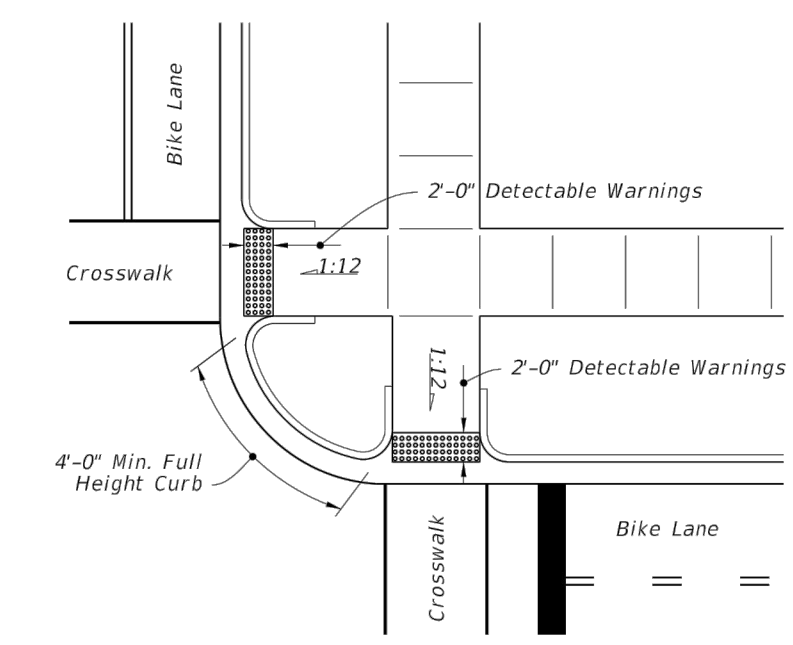 Bike Lane
2'-0" Detectable Warnings
Crosswalk
1:12
1:12
2'-0" Detectable Warnings
4'-0" Min. Full
Height Curb
Crosswalk
Bike Lane